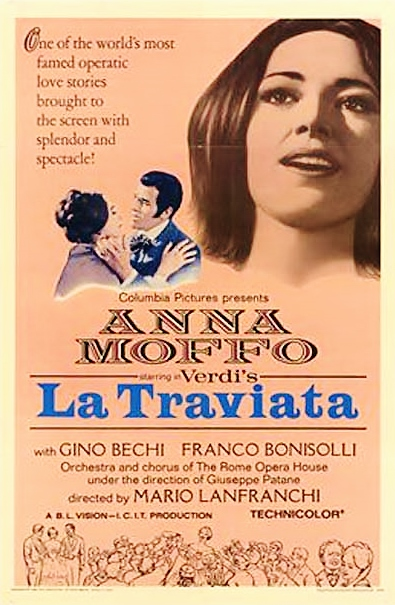 One of the world's most
famed operatic
love stories
brought to
the screen with
splendor and
spectacle!
Columbia Pictures presents
ANNA
MOFFO
starring in Verdi's
La Traviata
with GINO BECHI FRANCO BONISOLLI
Orchestra and chorus of The Rome Opera House
under the direction of Giuseppe Patane
directed by MARIO LANFRANCHI
A B.L. VISION–I.C.I.T. PRODUCTION TECHNICOLOR®